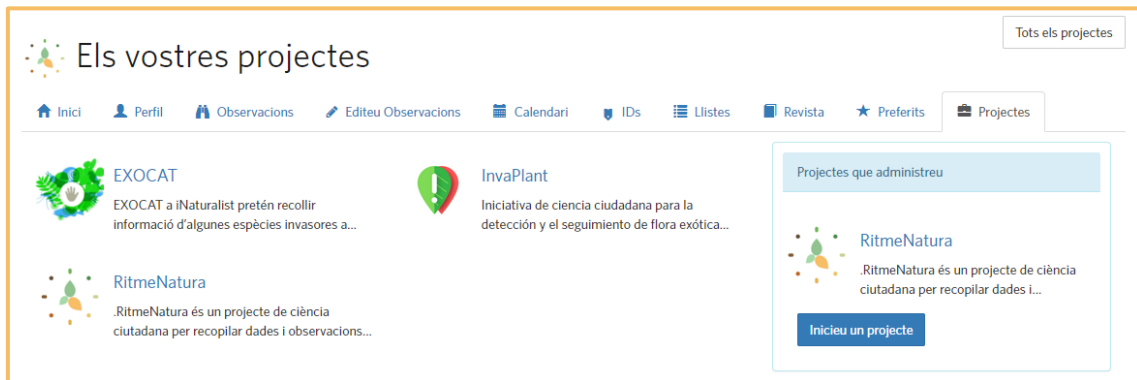 Tots els projectes
Els vostres projectes
Inici
Perfil
Observacions
Editeu Observacions
Calendari
IDs
Llistes
Revista
Preferits
Projectes
EXOCAT
EXOCAT a iNaturalist pretén recollir
informació d'algunes espècies invasores a...
InvaPlant
Iniciativa de ciencia ciudadana para la
detección y el seguimiento de flora exótica...
RitmeNatura
.RitmeNatura és un projecte de ciència
ciutadana per recopilar dades i observacions...
Projectes que administreu
RitmeNatura
.RitmeNatura és un projecte de ciència
ciutadana per recopilar dades i...
Inicieu un projecte